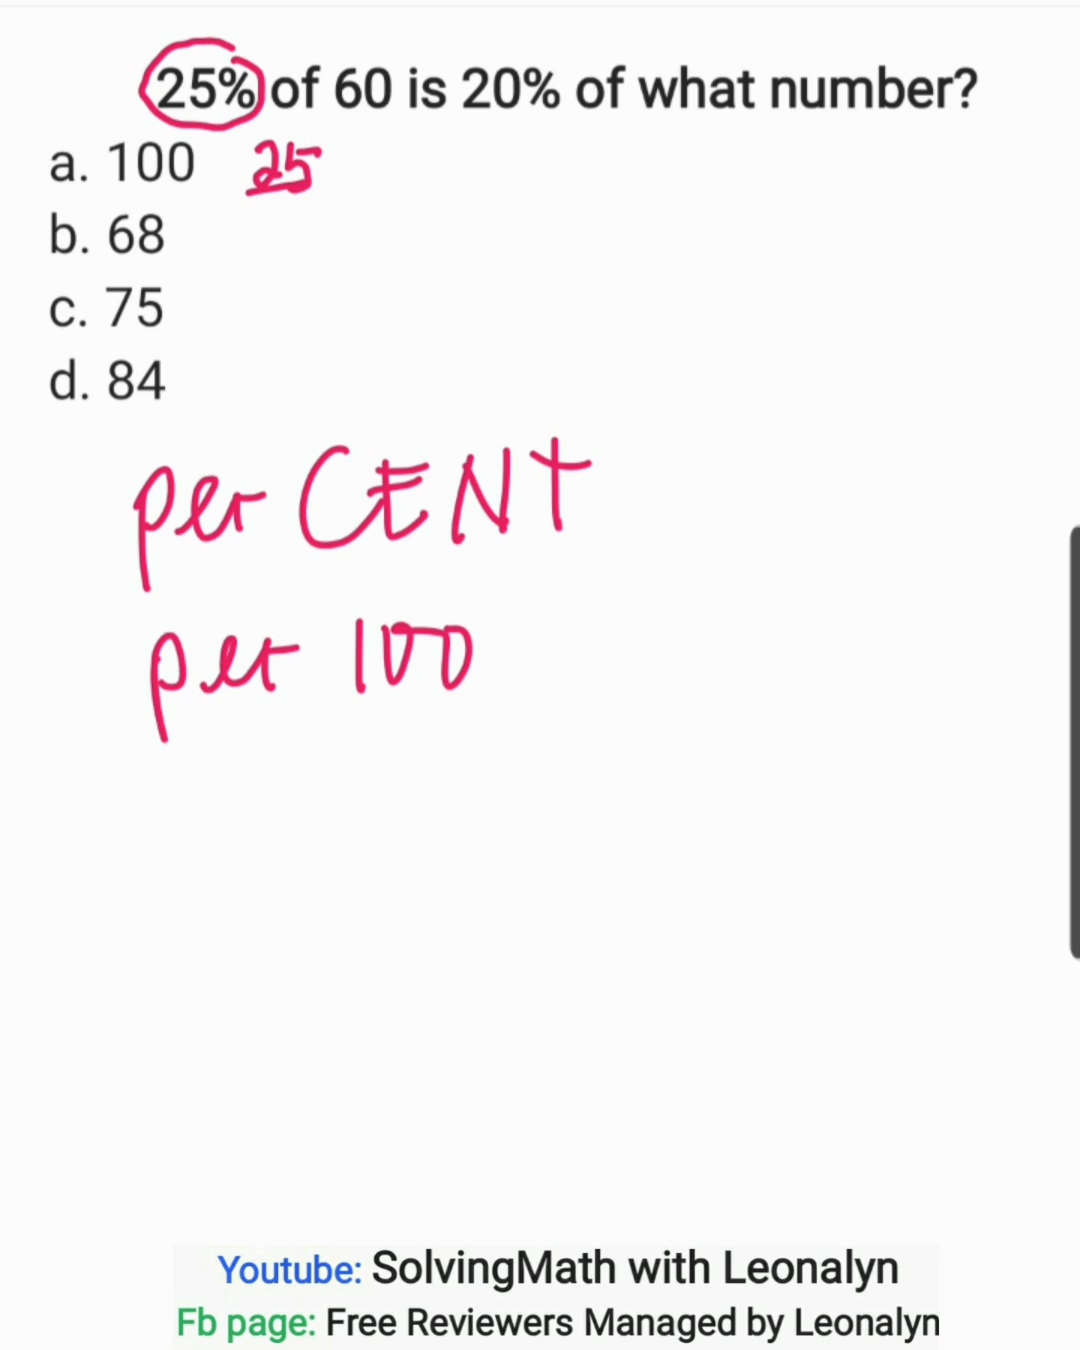 25% of 60 is 20% of what number?
a. 100 25
b. 68
c. 75
d. 84
per CENT
per 100
Youtube: SolvingMath with Leonalyn
Fb page: Free Reviewers Managed by Leonalyn